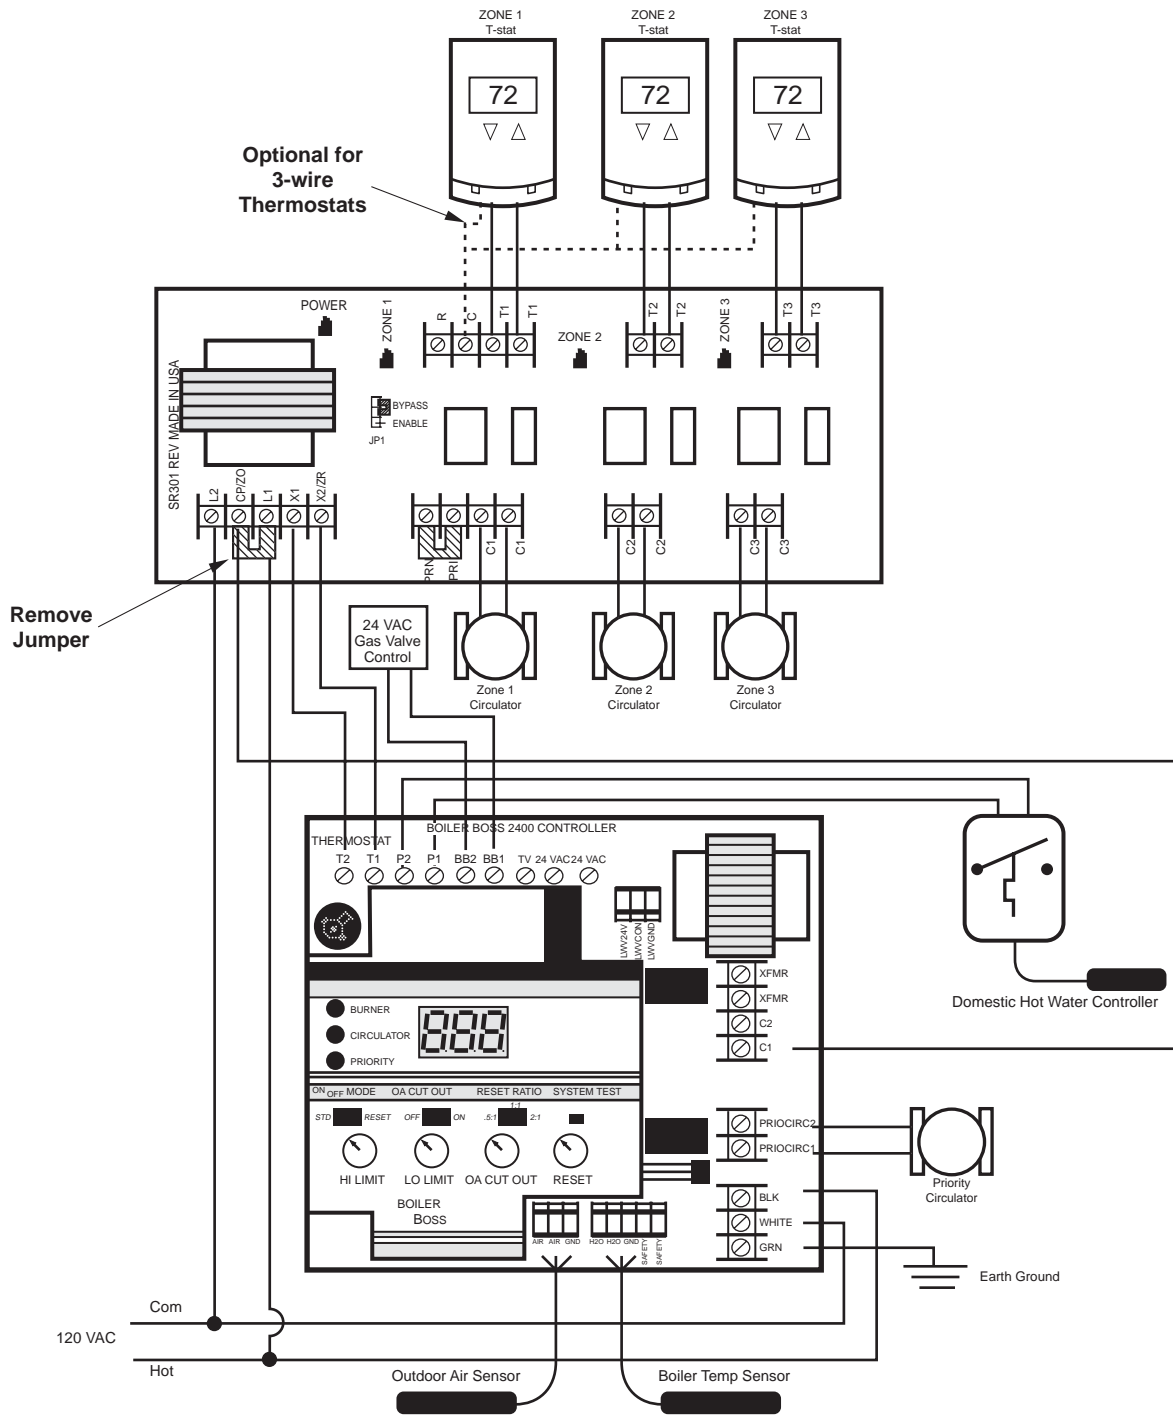 ZONE 1
T-stat
ZONE 2
T-stat
ZONE 3
T-stat
72
72
72
Optional for
3-wire
Thermostats
POWER
ZONE 1
R
C
T1
T1
ZONE 2
T2
T2
ZONE 3
T3
T3
SR301 REV MADE IN USA
BYPASS
ENABLE
JP1
L2
CP/ZO
L1
X1
X2/ZR
PRN
PRI
C1
C1
C2
C2
C3
C3
Remove
Jumper
24 VAC
Gas Valve
Control
Zone 1
Circulator
Zone 2
Circulator
Zone 3
Circulator
BOILER BOSS 2400 CONTROLLER
THERMOSTAT
T2 T1 P2 P1 BB2 BB1 TV 24 VAC 24 VAC
LWV24V
LWVCON
LWVGND
XFMR
XFMR
C2
C1
Domestic Hot Water Controller
BURNER
CIRCULATOR
PRIORITY
888
ON OFF MODE OA CUT OUT RESET RATIO SYSTEM TEST
1:1
STD RESET OFF ON .5:1 2:1
HI LIMIT LO LIMIT OA CUT OUT RESET
PRIOCIRC2
PRIOCIRC1
Priority
Circulator
BOILER
BOSS
BLK
WHITE
GRN
AIR AIR GND
H2O H2O GND SAFETY SAFETY
Earth Ground
Com
120 VAC
Hot
Outdoor Air Sensor
Boiler Temp Sensor